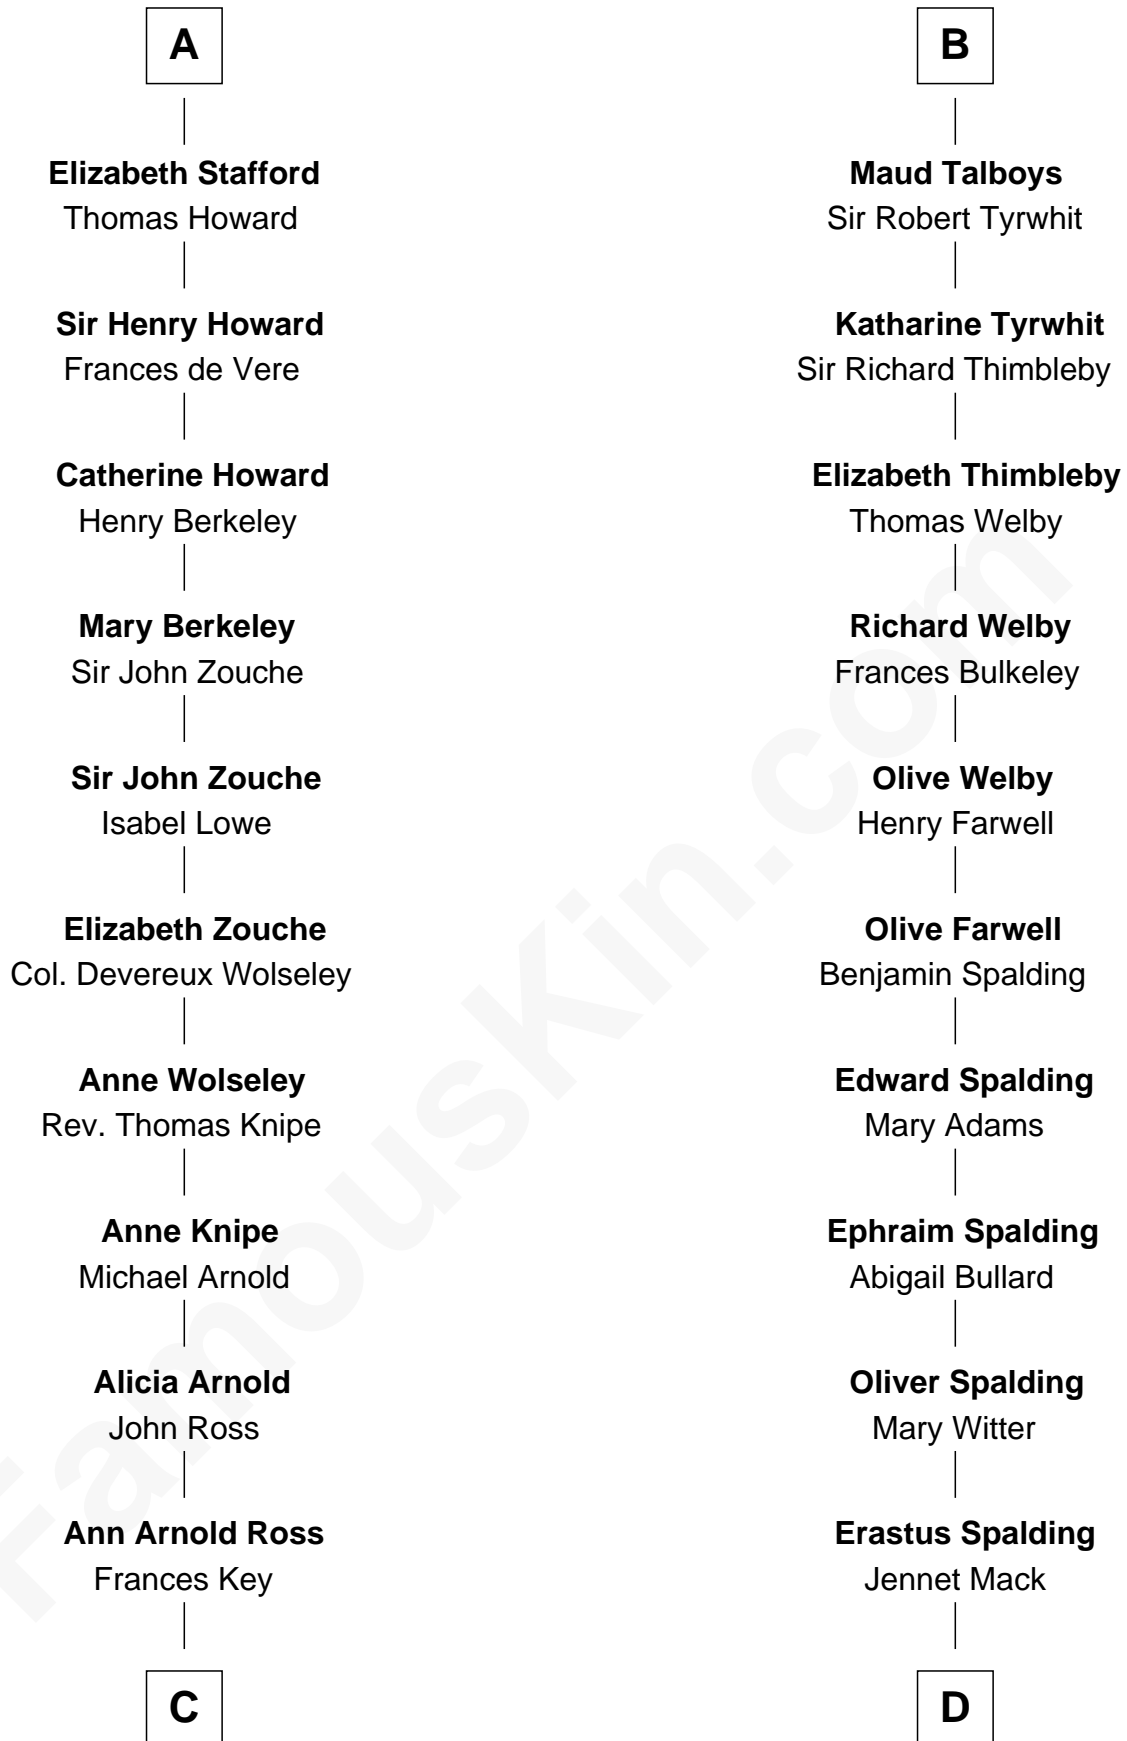 A
Elizabeth Stafford
Thomas Howard
Sir Henry Howard
Frances de Vere
Catherine Howard
Henry Berkeley
Mary Berkeley
Sir John Zouche
Sir John Zouche
Isabel Lowe
Elizabeth Zouche
Col. Devereux Wolseley
Anne Wolseley
Rev. Thomas Knipe
Anne Knipe
Michael Arnold
Alicia Arnold
John Ross
Ann Arnold Ross
Frances Key
C
B
Maud Talboys
Sir Robert Tyrwhit
Katharine Tyrwhit
Sir Richard Thimbleby
Elizabeth Thimbleby
Thomas Welby
Richard Welby
Frances Bulkeley
Olive Welby
Henry Farwell
Olive Farwell
Benjamin Spalding
Edward Spalding
Mary Adams
Ephraim Spalding
Abigail Bullard
Oliver Spalding
Mary Witter
Erastus Spalding
Jennet Mack
D
FamousKin.com